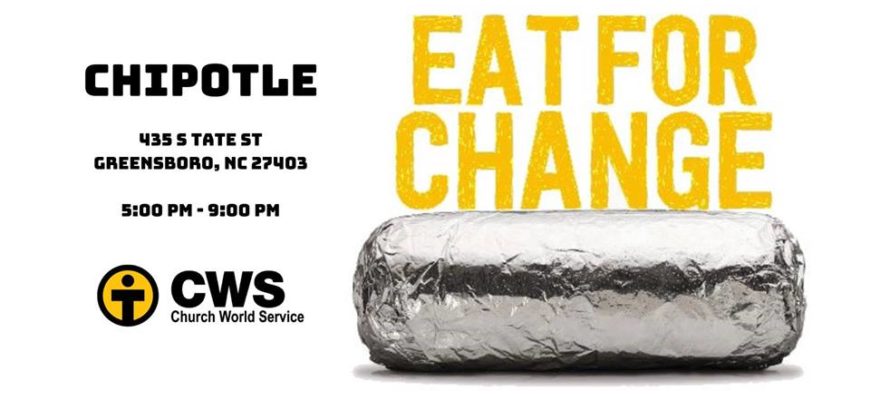 CHIPOTLE
435 S TATE ST
GREENSBORO, NC 27403
5:00 PM - 9:00 PM
CWS
Church World Service
EAT FOR
CHANGE